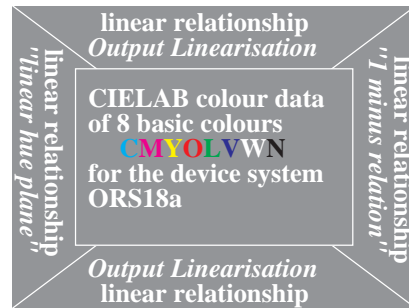 linear relationship
Output Linearisation
linear relationship
"linear hue plane"
CIELAB colour data
of 8 basic colours
CMYOLVWN
for the device system
ORS18a
linear relationship
"1 minus relation"
Output Linearisation
linear relationship